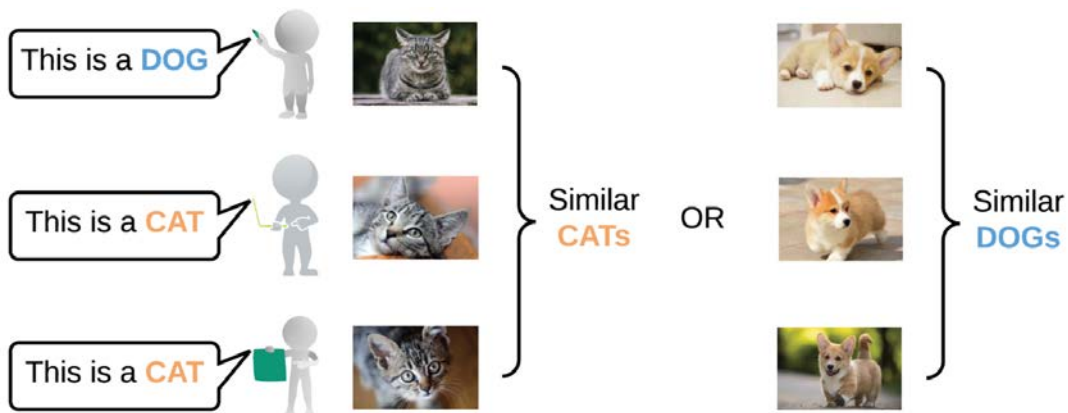 This is a DOG
This is a CAT
This is a CAT
Similar
CATs
OR
Similar
DOGs